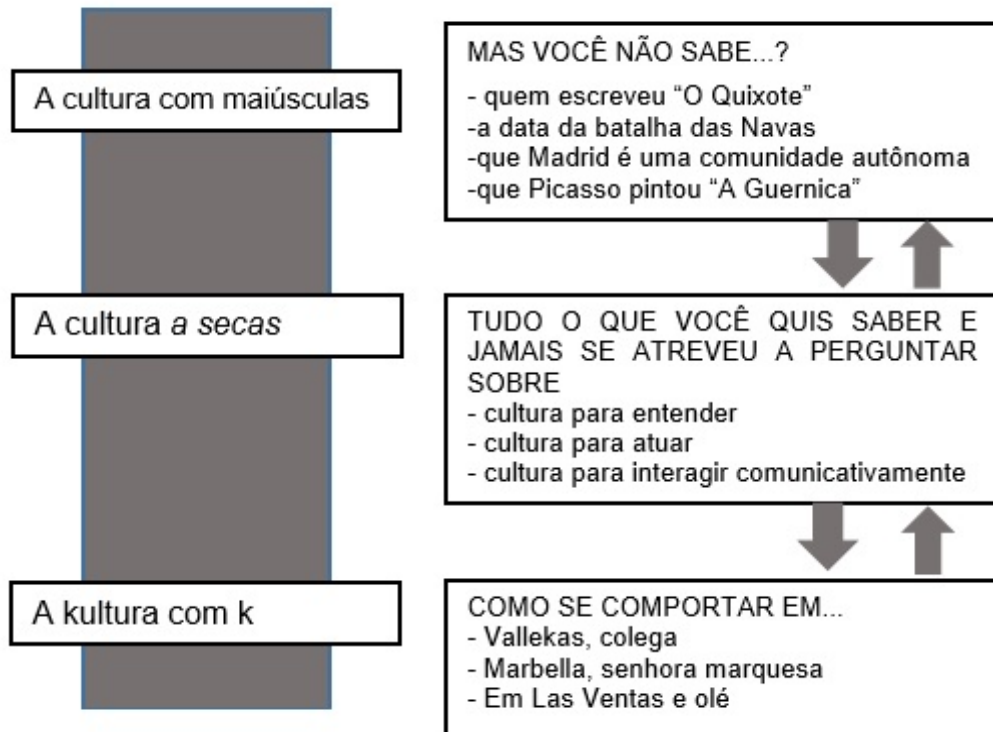 A cultura com maiúsculas
MAS VOCÊ NÃO SABE...?
- quem escreveu “O Quixote”
-a data da batalha das Navas
-que Madrid é uma comunidade autônoma
-que Picasso pintou “A Guernica”
A cultura a secas
TUDO O QUE VOCÊ QUIS SABER E
JAMAIS SE ATREVEU A PERGUNTAR
SOBRE
- cultura para entender
- cultura para atuar
- cultura para interagir comunicativamente
A kultura com k
COMO SE COMPORTAR EM...
- Vallekas, colega
- Marbella, senhora marquesa
- Em Las Ventas e olé